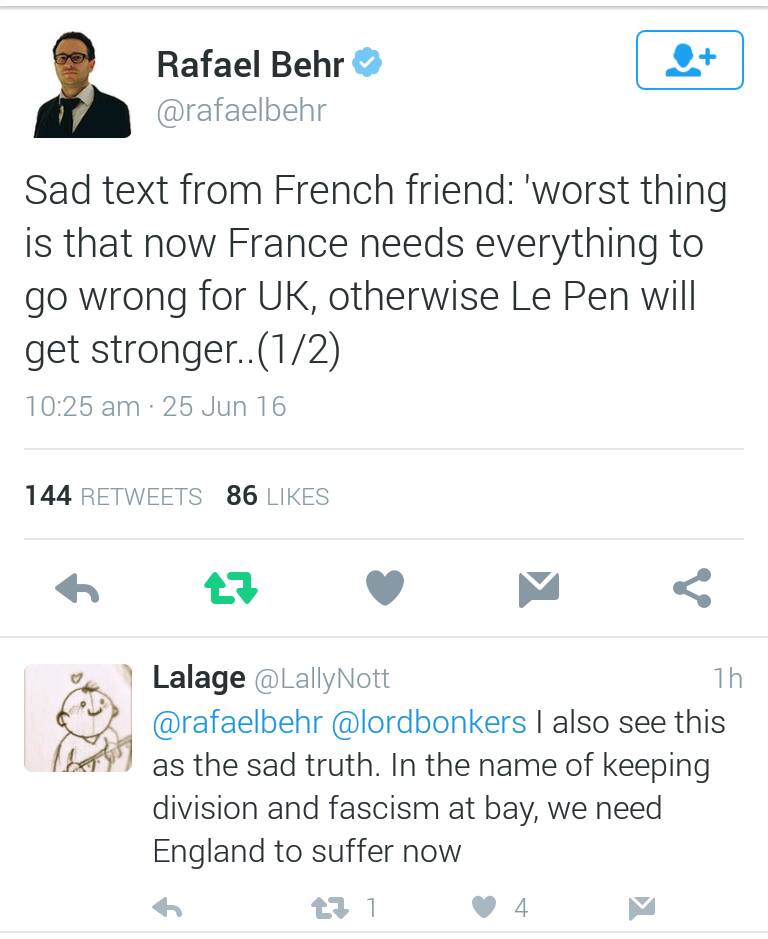 Rafael Behr
@rafaelbehr
Sad text from French friend: 'worst thing
is that now France needs everything to
go wrong for UK, otherwise Le Pen will
get stronger..(1/2)
10:25 am · 25 Jun 16
144 RETWEETS 86 LIKES
Lalage @LallyNott 1h
@rafaelbehr @lordbonkers I also see this
as the sad truth. In the name of keeping
division and fascism at bay, we need
England to suffer now
1 4